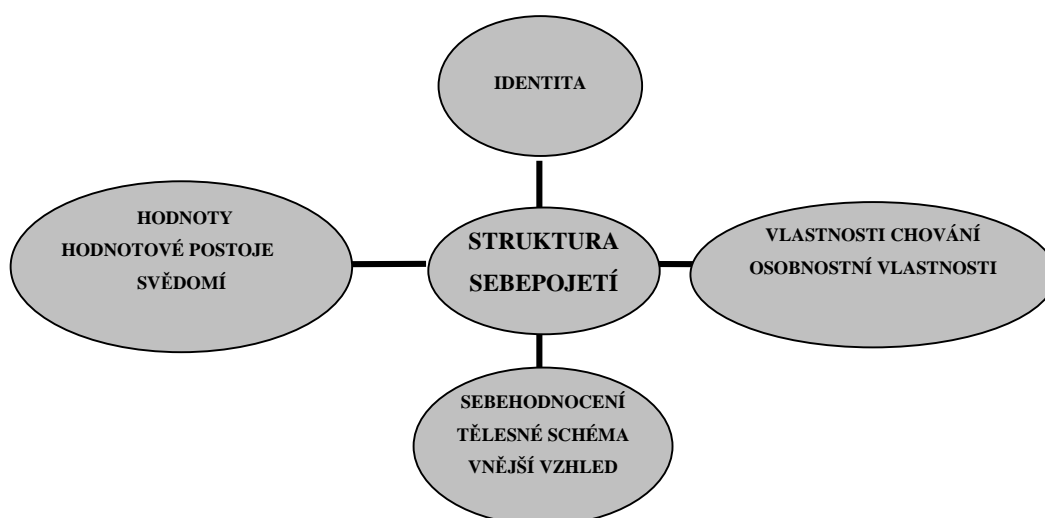 IDENTITA
HODNOTY
HODNOTOVÉ POSTOJE
SVĚDOMÍ
STRUKTURA
SEBEPOJETÍ
VLASTNOSTI CHOVÁNÍ
OSOBNOSTNÍ VLASTNOSTI
SEBEHODNOCENÍ
TĚLESNÉ SCHÉMA
VNĚJŠÍ VZHLED